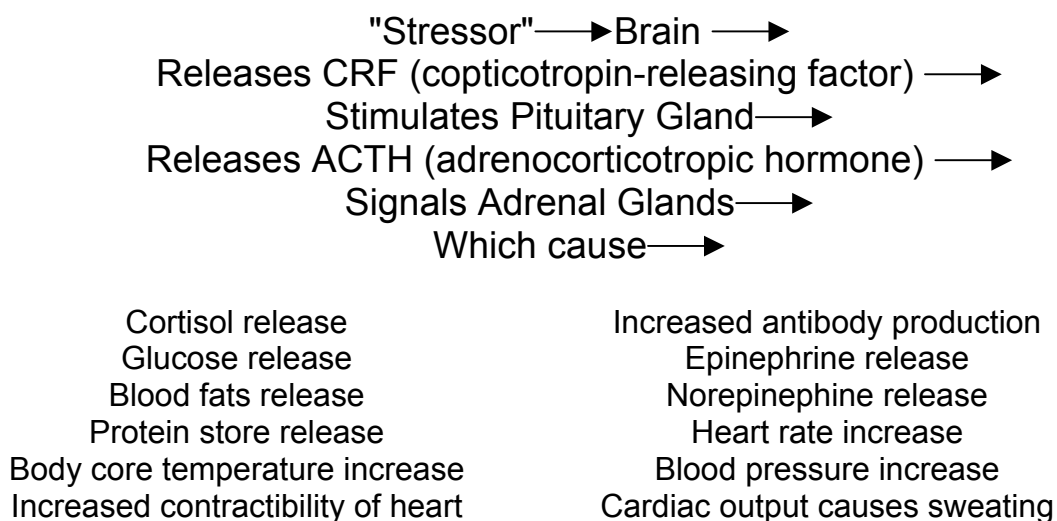 "Stressor" → Brain →
Releases CRF (copticotropin-releasing factor) →
Stimulates Pituitary Gland →
Releases ACTH (adrenocorticotropic hormone) →
Signals Adrenal Glands →
Which cause →
Cortisol release
Glucose release
Blood fats release
Protein store release
Body core temperature increase
Increased contractibility of heart
Increased antibody production
Epinephrine release
Norepinephine release
Heart rate increase
Blood pressure increase
Cardiac output causes sweating